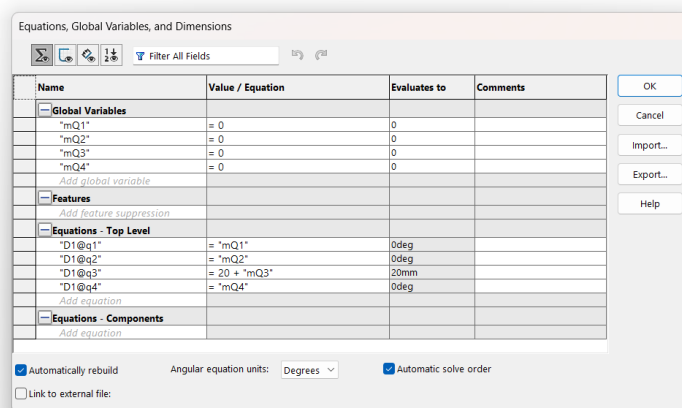 Equations, Global Variables, and Dimensions
Filter All Fields
Name Value / Equation Evaluates to Comments
Global Variables
"mQ1" = 0 0
"mQ2" = 0 0
"mQ3" = 0 0
"mQ4" = 0 0
Add global variable
Features
Add feature suppression
Equations - Top Level
"D1@q1" = "mQ1" 0deg
"D1@q2" = "mQ2" 0deg
"D1@q3" = 20 + "mQ3" 20mm
"D1@q4" = "mQ4" 0deg
Add equation
Equations - Components
Add equation
OK
Cancel
Import...
Export...
Help
Automatically rebuild Angular equation units: Degrees Automatic solve order
Link to external file: